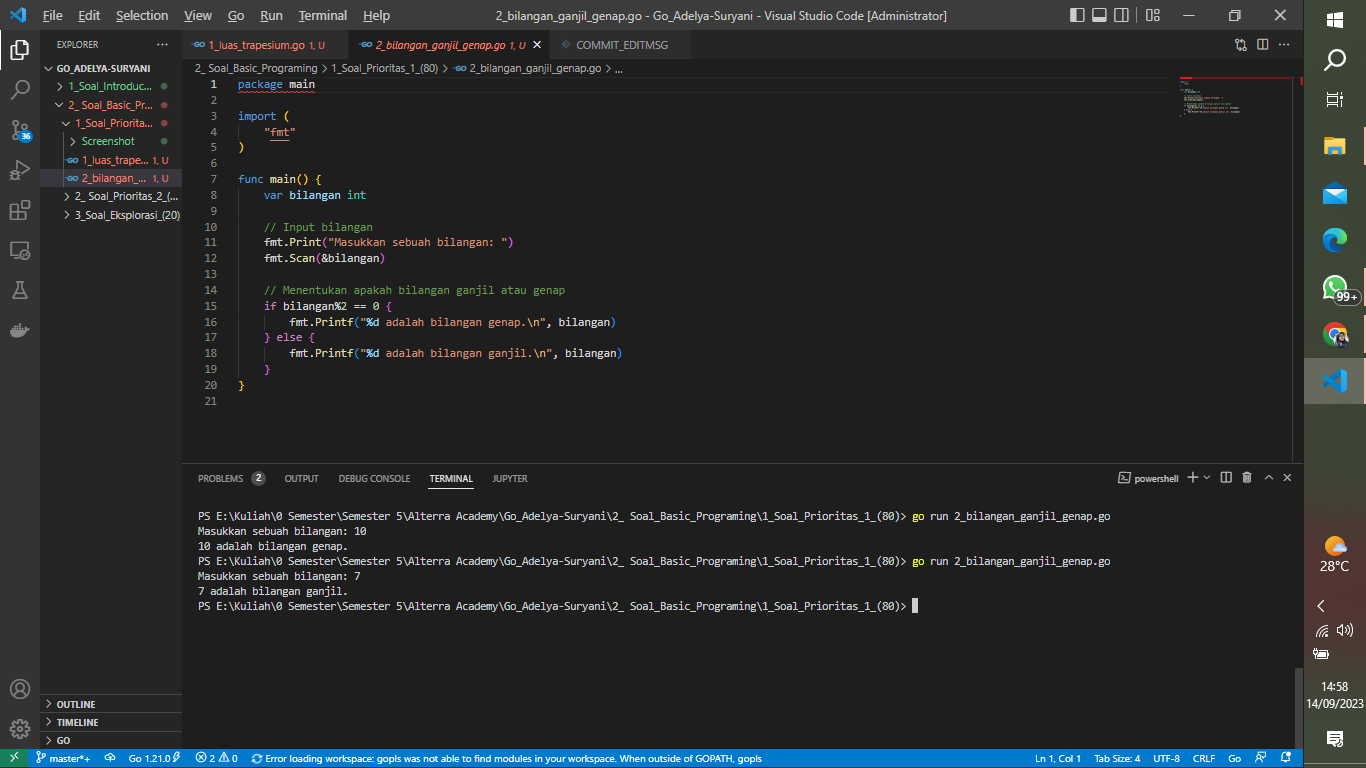 File Edit Selection View Go Run Terminal Help
2_bilangan_ganjil_genap.go - Go_Adelya-Suryani - Visual Studio Code [Administrator]
EXPLORER
GO_ADELYA-SURYANI
1_Soal_Introduc...
2_ Soal_Basic_Pr...
1_Soal_Priorita...
Screenshot
1_luas_trape... 1, U
2_bilangan_... 1, U
2_ Soal_Prioritas_2_(...
3_Soal_Eksplorasi_(20)
36
OUTLINE
TIMELINE
GO
1_luas_trapesium.go 1, U
2_bilangan_ganjil_genap.go 1, U
COMMIT_EDITMSG
2_ Soal_Basic_Programing > 1_Soal_Prioritas_1_(80) > 2_bilangan_ganjil_genap.go > ...
1 package main
2
3 import (
4 "fmt"
5 )
6
7 func main() {
8 var bilangan int
9
10 // Input bilangan
11 fmt.Print("Masukkan sebuah bilangan: ")
12 fmt.Scan(&bilangan)
13
14 // Menentukan apakah bilangan ganjil atau genap
15 if bilangan%2 == 0 {
16 fmt.Printf("%d adalah bilangan genap.\n", bilangan)
17 } else {
18 fmt.Printf("%d adalah bilangan ganjil.\n", bilangan)
19 }
20 }
21
PROBLEMS 2 OUTPUT DEBUG CONSOLE TERMINAL JUPYTER
powershell
PS E:\Kuliah\0 Semester\Semester 5\Alterra Academy\Go_Adelya-Suryani\2_ Soal_Basic_Programing\1_Soal_Prioritas_1_(80)> go run 2_bilangan_ganjil_genap.go
Masukkan sebuah bilangan: 10
10 adalah bilangan genap.
PS E:\Kuliah\0 Semester\Semester 5\Alterra Academy\Go_Adelya-Suryani\2_ Soal_Basic_Programing\1_Soal_Prioritas_1_(80)> go run 2_bilangan_ganjil_genap.go
Masukkan sebuah bilangan: 7
7 adalah bilangan ganjil.
PS E:\Kuliah\0 Semester\Semester 5\Alterra Academy\Go_Adelya-Suryani\2_ Soal_Basic_Programing\1_Soal_Prioritas_1_(80)>
master*+ Go 1.21.0 2 0 Error loading workspace: gopls was not able to find modules in your workspace. When outside of GOPATH, gopls
Ln 1, Col 1 Tab Size: 4 UTF-8 CRLF Go
99+
28°C
14:58
14/09/2023